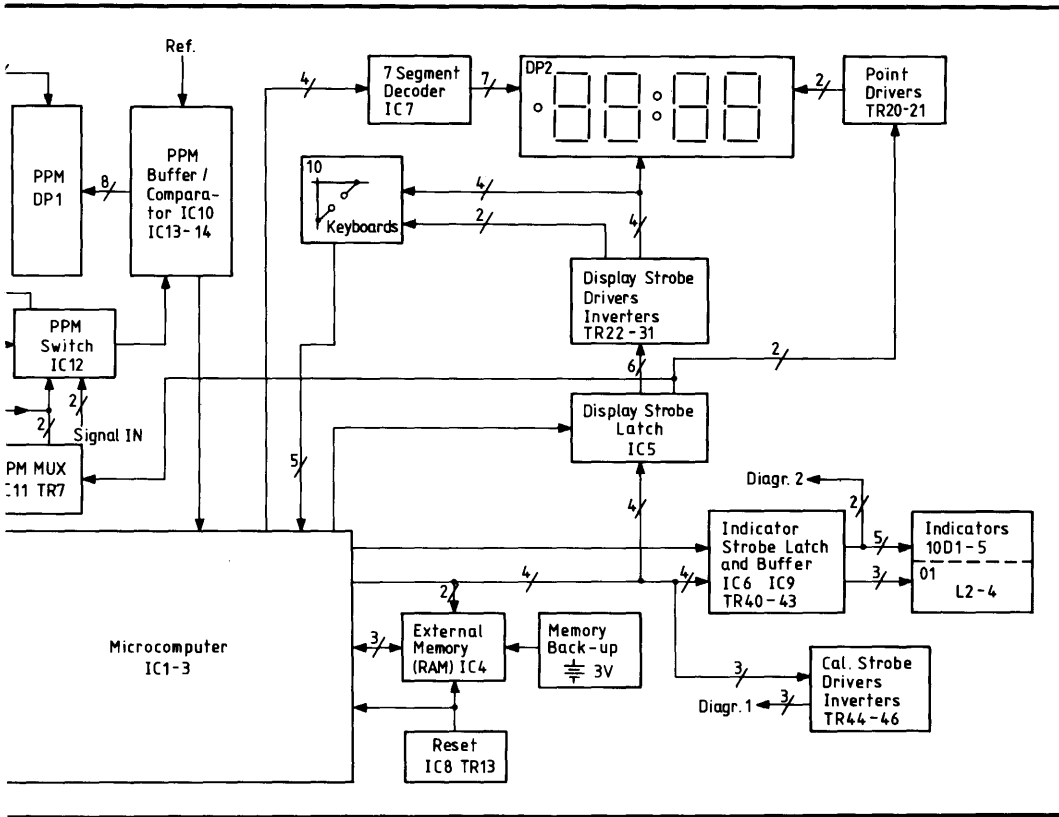 Ref.
PPM
DP1
8
PPM
Buffer /
Compara-
tor IC10
IC13-14
4
7 Segment
Decoder
IC7
7
DP2
2
Point
Drivers
TR20-21
10
Keyboards
4
2
4
Display Strobe
Drivers
Inverters
TR22-31
PPM
Switch
IC12
2
2
Signal IN
PM MUX
C11 TR7
6
2
Display Strobe
Latch
IC5
5
4
Diagr. 2
2
Microcomputer
IC1-3
4
4
Indicator
Strobe Latch
and Buffer
IC6 IC9
TR40-43
5
3
Indicators
10D1-5
01
L2-4
2
3
External
Memory
(RAM) IC4
Memory
Back-up
3V
3
Diagr. 1
3
Cal. Strobe
Drivers
Inverters
TR44-46
Reset
IC8 TR13